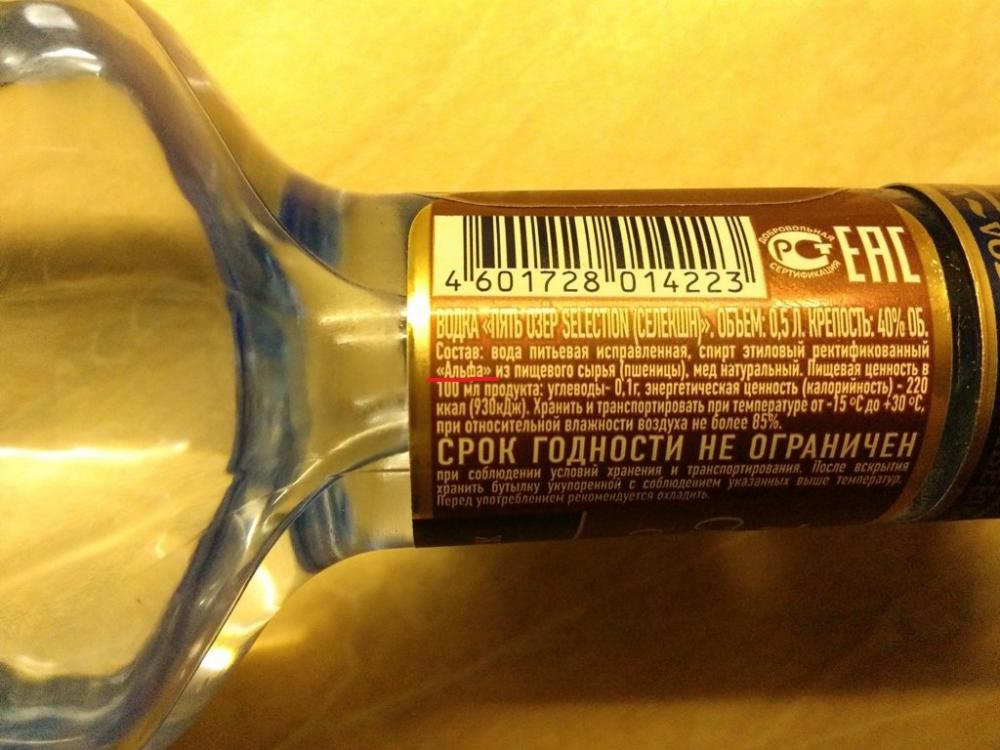 4 601728 014223
ДОБРОВОЛЬНАЯ
РСТ
СЕРТИФИКАЦИЯ
ЕАС
ВОДКА «ПЯТЬ ОЗЁР SELECTION (СЕЛЕКШН)». ОБЪЕМ: 0,5 Л. КРЕПОСТЬ: 40% ОБ.
Состав: вода питьевая исправленная, спирт этиловый ректификованный
«Альфа» из пищевого сырья (пшеницы), мед натуральный. Пищевая ценность в
100 мл продукта: углеводы- 0,1г, энергетическая ценность (калорийность) - 220
ккал (930кДж). Хранить и транспортировать при температуре от -15 °С до +30 °С,
при относительной влажности воздуха не более 85%.
СРОК ГОДНОСТИ НЕ ОГРАНИЧЕН
при соблюдении условий хранения и транспортирования. После вскрытия
хранить бутылку укупоренной с соблюдением указанных выше температур.
Перед употреблением рекомендуется охладить.